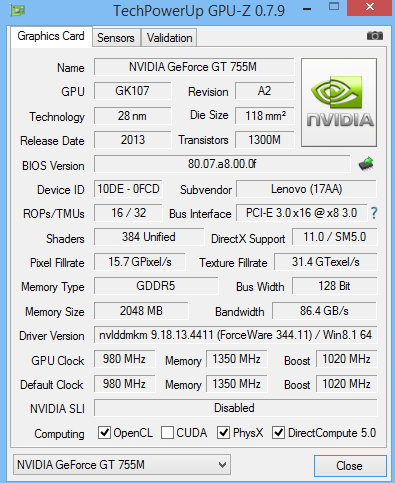 TechPowerUp GPU-Z 0.7.9
Graphics Card Sensors Validation
Name NVIDIA GeForce GT 755M
GPU GK107 Revision A2
Technology 28 nm Die Size 118 mm²
Release Date 2013 Transistors 1300M
NVIDIA
BIOS Version 80.07.a8.00.0f
Device ID 10DE - 0FCD Subvendor Lenovo (17AA)
ROPs/TMUs 16 / 32 Bus Interface PCI-E 3.0 x16 @ x8 3.0 ?
Shaders 384 Unified DirectX Support 11.0 / SM5.0
Pixel Fillrate 15.7 GPixel/s Texture Fillrate 31.4 GTexel/s
Memory Type GDDR5 Bus Width 128 Bit
Memory Size 2048 MB Bandwidth 86.4 GB/s
Driver Version nvlddmkm 9.18.13.4411 (ForceWare 344.11) / Win8.1 64
GPU Clock 980 MHz Memory 1350 MHz Boost 1020 MHz
Default Clock 980 MHz Memory 1350 MHz Boost 1020 MHz
NVIDIA SLI Disabled
Computing OpenCL CUDA PhysX DirectCompute 5.0
NVIDIA GeForce GT 755M Close